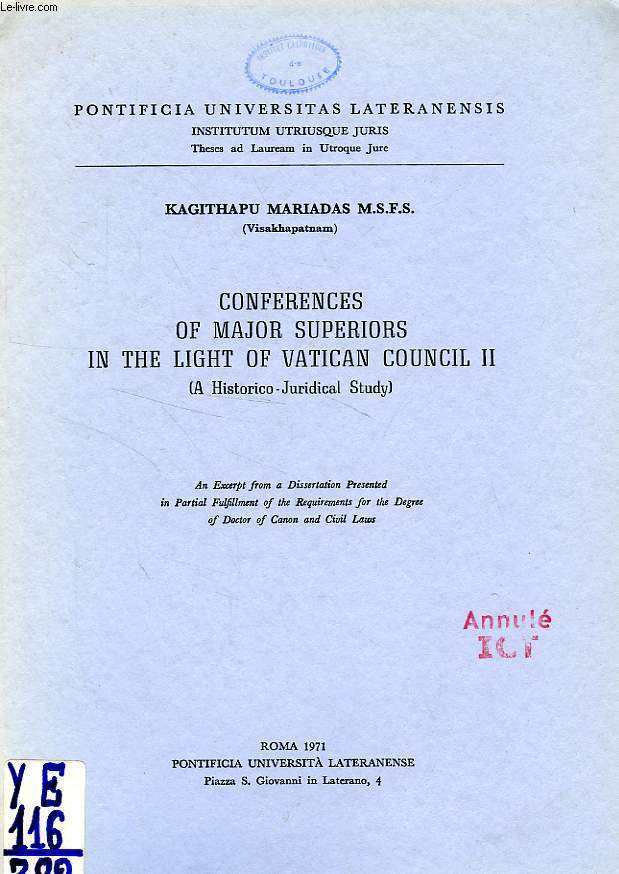 Le-livre.com
INSTITUT CATHOLIQUE
DE
TOULOUSE
PONTIFICIA UNIVERSITAS LATERANENSIS
INSTITUTUM UTRIUSQUE JURIS
Theses ad Lauream in Utroque Jure
KAGITHAPU MARIADAS M.S.F.S.
(Visakhapatnam)
CONFERENCES
OF MAJOR SUPERIORS
IN THE LIGHT OF VATICAN COUNCIL II
(A Historico-Juridical Study)
An Excerpt from a Dissertation Presented
in Partial Fulfillment of the Requirements for the Degree
of Doctor of Canon and Civil Laws
Annulé
ICT
ROMA 1971
PONTIFICIA UNIVERSITÀ LATERANENSE
Piazza S. Giovanni in Laterano, 4
Y E
116